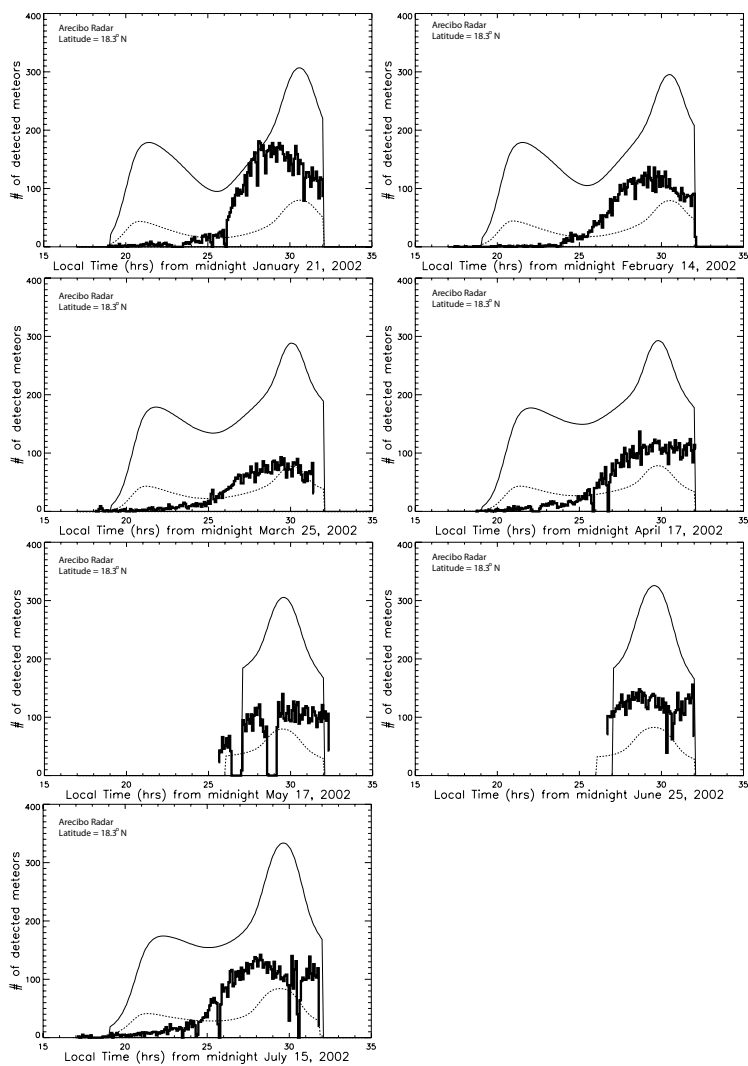 400
300
200
100
0
# of detected meteors
Arecibo Radar
Latitude = 18.3° N
15 20 25 30 35
Local Time (hrs) from midnight January 21, 2002
400
300
200
100
0
# of detected meteors
Arecibo Radar
Latitude = 18.3° N
15 20 25 30 35
Local Time (hrs) from midnight February 14, 2002
400
300
200
100
0
# of detected meteors
Arecibo Radar
Latitude = 18.3° N
15 20 25 30 35
Local Time (hrs) from midnight March 25, 2002
400
300
200
100
0
# of detected meteors
Arecibo Radar
Latitude = 18.3° N
15 20 25 30 35
Local Time (hrs) from midnight April 17, 2002
400
300
200
100
0
# of detected meteors
Arecibo Radar
Latitude = 18.3° N
15 20 25 30 35
Local Time (hrs) from midnight May 17, 2002
400
300
200
100
0
# of detected meteors
Arecibo Radar
Latitude = 18.3° N
15 20 25 30 35
Local Time (hrs) from midnight June 25, 2002
400
300
200
100
0
# of detected meteors
Arecibo Radar
Latitude = 18.3° N
15 20 25 30 35
Local Time (hrs) from midnight July 15, 2002